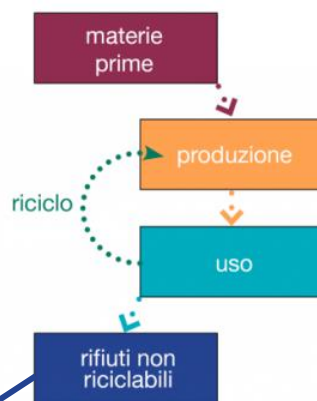 materie
prime
produzione
riciclo
uso
rifiuti non
riciclabili